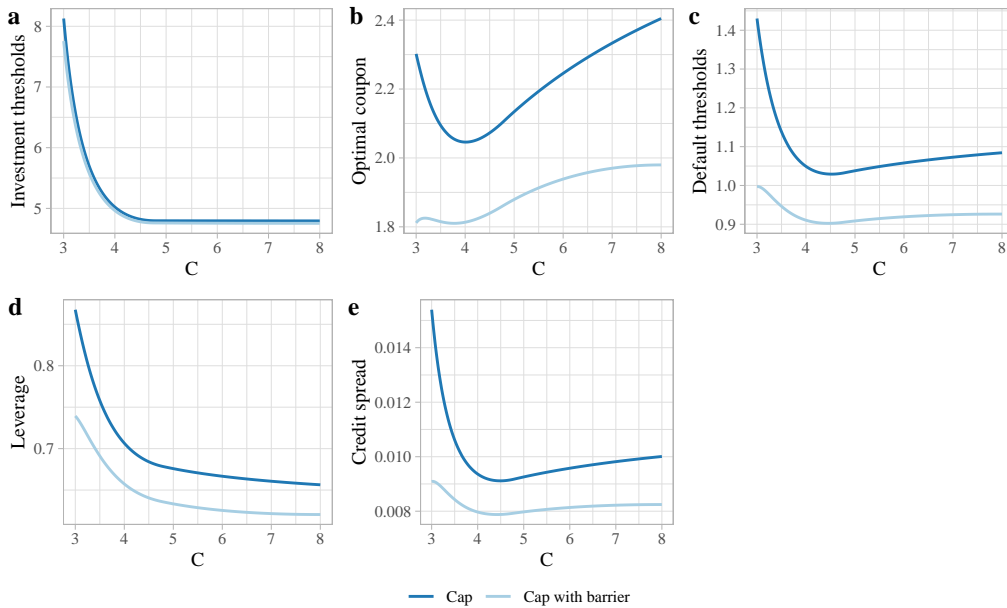 a
Investment thresholds
8
7
6
5
3 4 5 6 7 8
C
b
Optimal coupon
2.4
2.2
2.0
1.8
3 4 5 6 7 8
C
c
Default thresholds
1.4
1.3
1.2
1.1
1.0
0.9
3 4 5 6 7 8
C
d
Leverage
0.8
0.7
3 4 5 6 7 8
C
e
Credit spread
0.014
0.012
0.010
0.008
3 4 5 6 7 8
C
Cap Cap with barrier